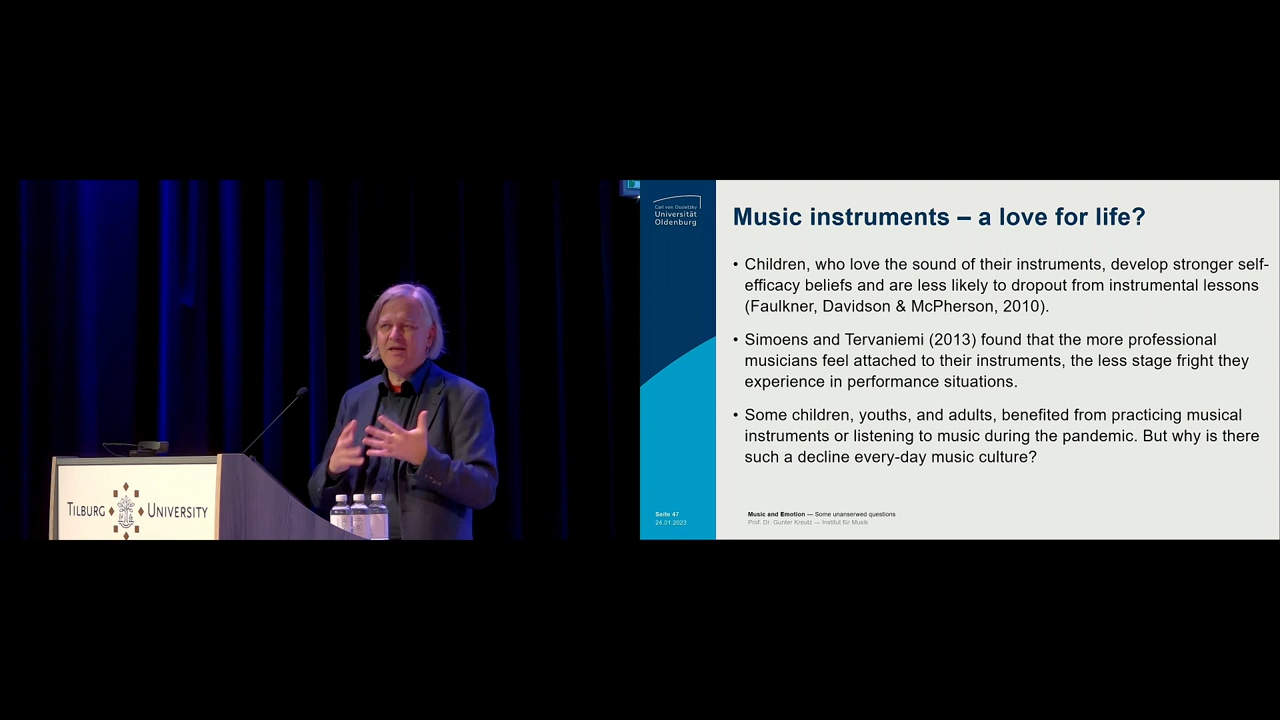 TILBURG UNIVERSITY
Carl von Ossietzky
Universität
Oldenburg
Music instruments – a love for life?
• Children, who love the sound of their instruments, develop stronger self-
efficacy beliefs and are less likely to dropout from instrumental lessons
(Faulkner, Davidson & McPherson, 2010).
• Simoens and Tervaniemi (2013) found that the more professional
musicians feel attached to their instruments, the less stage fright they
experience in performance situations.
• Some children, youths, and adults, benefited from practicing musical
instruments or listening to music during the pandemic. But why is there
such a decline every-day music culture?
Seite 47
24.01.2023
Music and Emotion — Some unanserwed questions
Prof. Dr. Gunter Kreutz — Institut für Musik